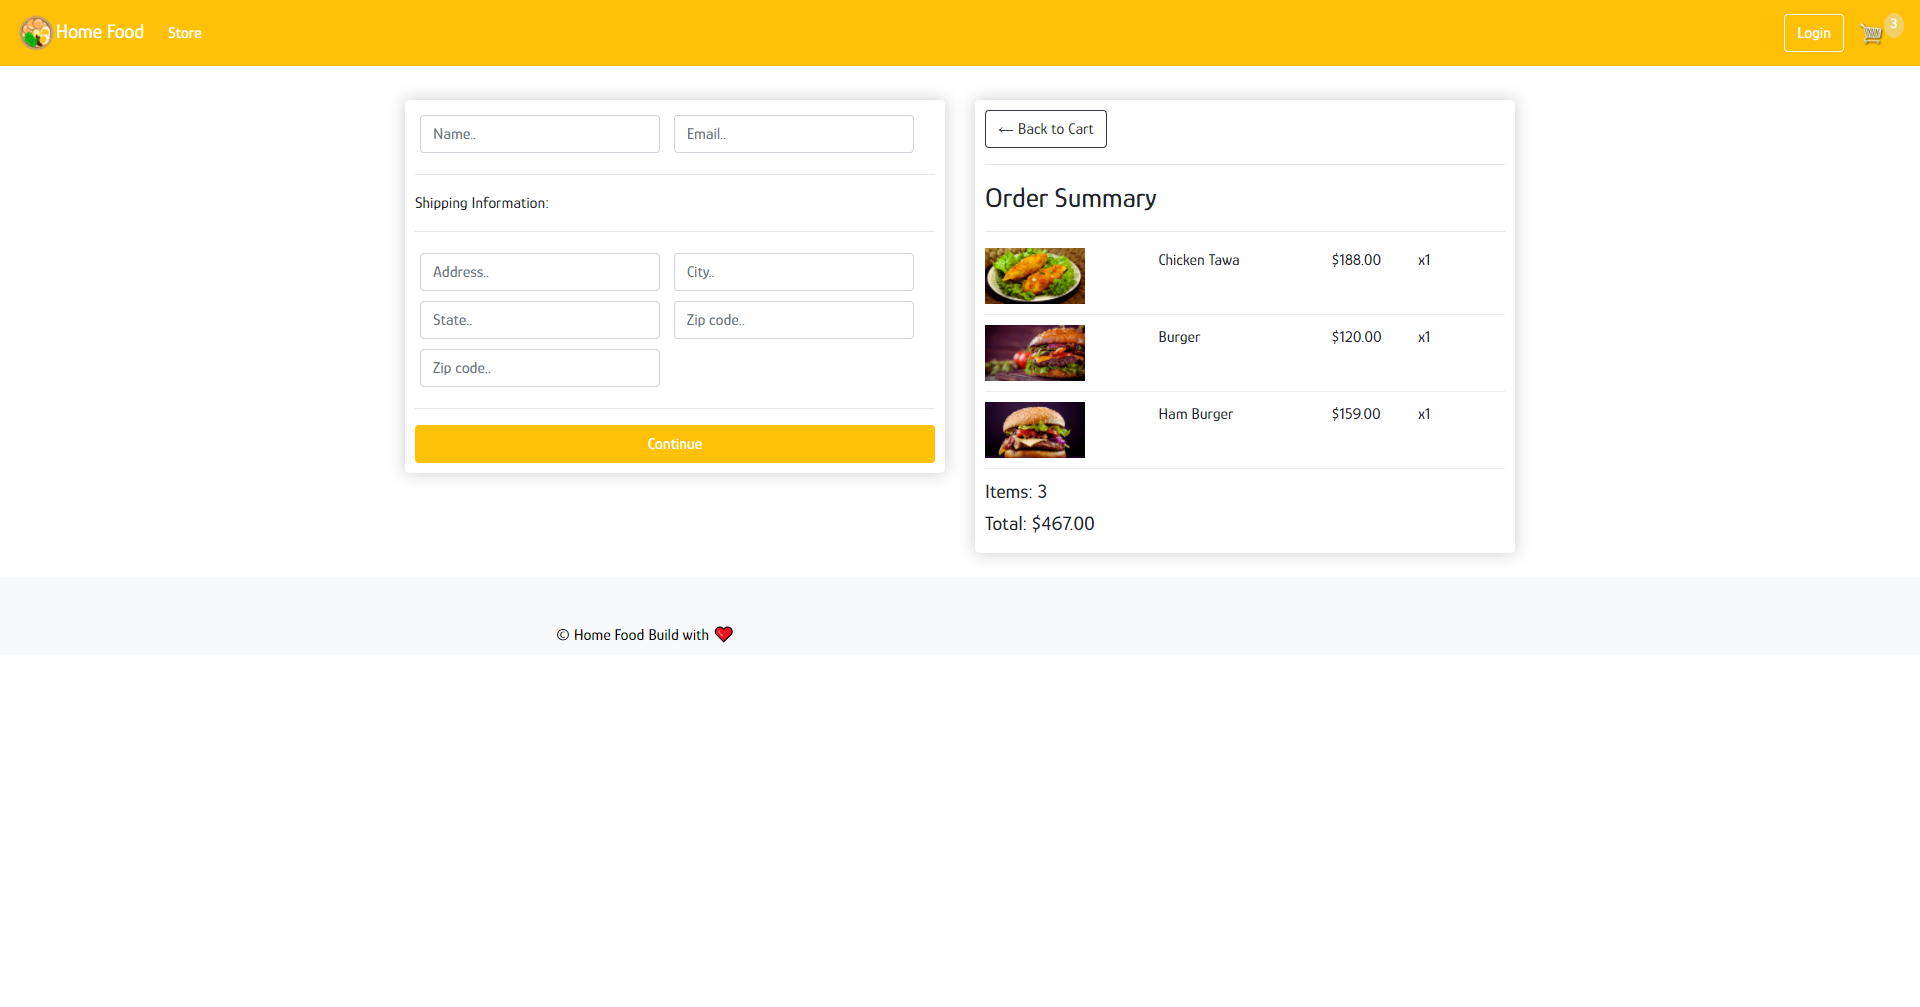 Home Food
Store
Login
3
Name..
Email..
Shipping Information:
Address..
City..
State..
Zip code..
Zip code..
Continue
← Back to Cart
Order Summary
Chicken Tawa $188.00 x1
Burger $120.00 x1
Ham Burger $159.00 x1
Items: 3
Total: $467.00
© Home Food Build with ❤️